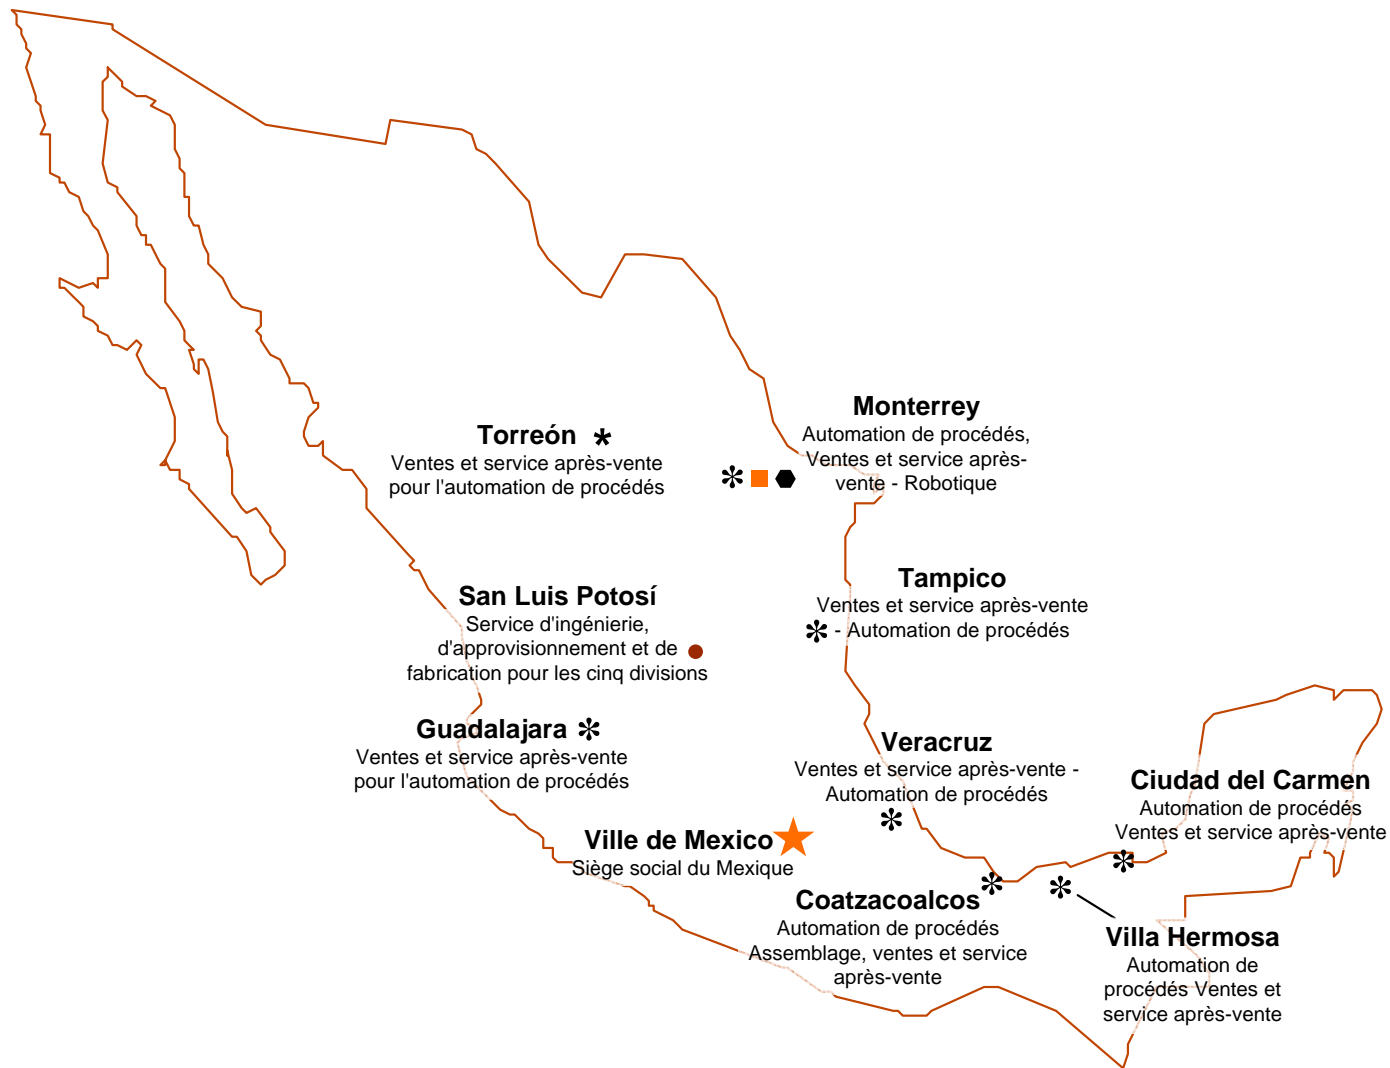 Monterrey
Automation de procédés,
Ventes et service après-
vente - Robotique
Torreón
Ventes et service après-vente
pour l'automation de procédés
Tampico
Ventes et service après-vente
- Automation de procédés
San Luis Potosí
Service d'ingénierie,
d'approvisionnement et de
fabrication pour les cinq divisions
Guadalajara
Ventes et service après-vente
pour l'automation de procédés
Veracruz
Ventes et service après-vente -
Automation de procédés
Ciudad del Carmen
Automation de procédés
Ventes et service après-vente
Ville de Mexico
Siège social du Mexique
Coatzacoalcos
Automation de procédés
Assemblage, ventes et service
après-vente
Villa Hermosa
Automation de
procédés Ventes et
service après-vente